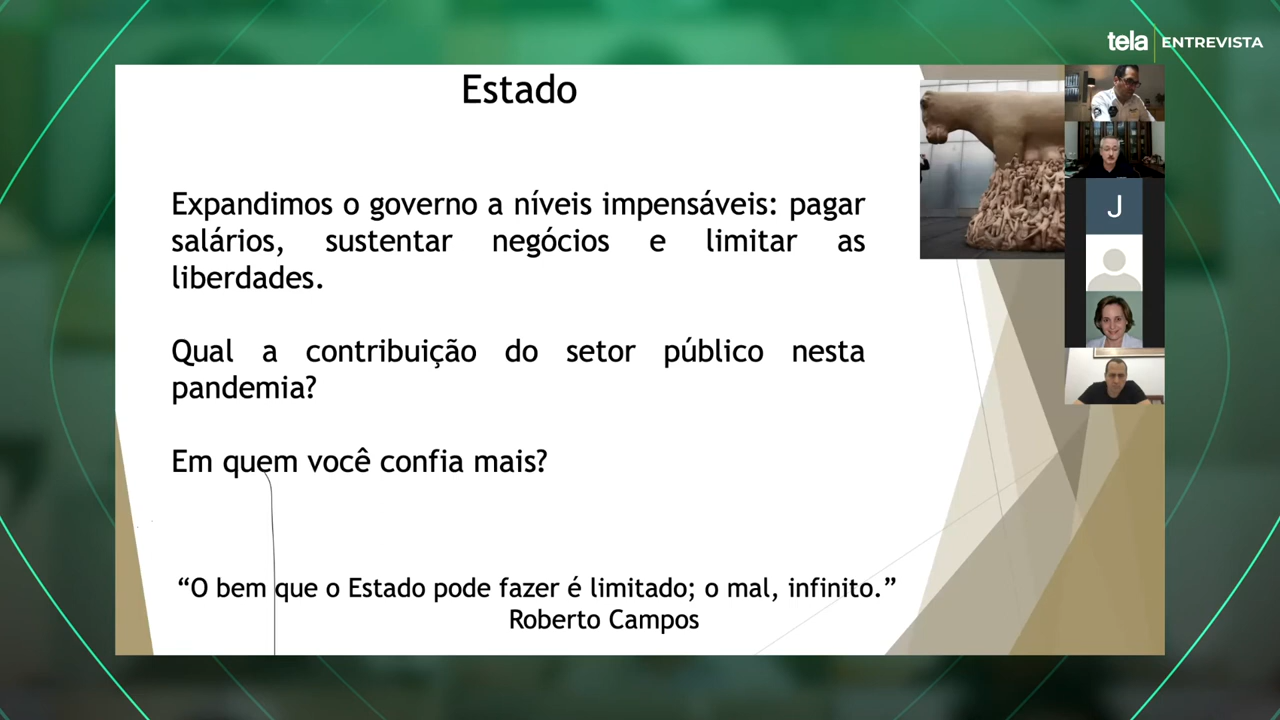 tela ENTREVISTA
Estado
Expandimos o governo a níveis impensáveis: pagar
salários, sustentar negócios e limitar as
liberdades.
Qual a contribuição do setor público nesta
pandemia?
Em quem você confia mais?
“O bem que o Estado pode fazer é limitado; o mal, infinito.”
Roberto Campos
J